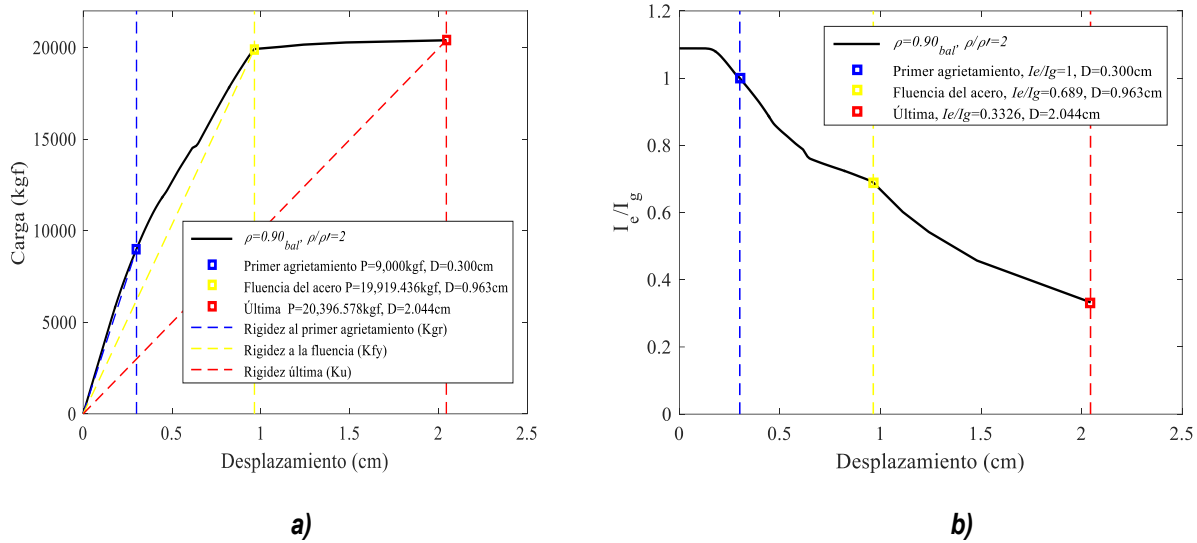 20000
15000
10000
5000
0
Carga (kgf)
ρ=0.90bal, ρ/ρ'=2
Primer agrietamiento P=9,000kgf, D=0.300cm
Fluencia del acero P=19,919.436kgf, D=0.963cm
Última  P=20,396.578kgf, D=2.044cm
Rigidez al primer agrietamiento (Kgr)
Rigidez a la fluencia (Kfy)
Rigidez última (Ku)
0 0.5 1 1.5 2 2.5
Desplazamiento (cm)
a)
1.2
1
0.8
0.6
0.4
0.2
0
I_e/I_g
ρ=0.90bal, ρ/ρ'=2
Primer agrietamiento, Ie/Ig=1, D=0.300cm
Fluencia del acero, Ie/Ig=0.689, D=0.963cm
Última, Ie/Ig=0.3326, D=2.044cm
0 0.5 1 1.5 2 2.5
Desplazamiento (cm)
b)